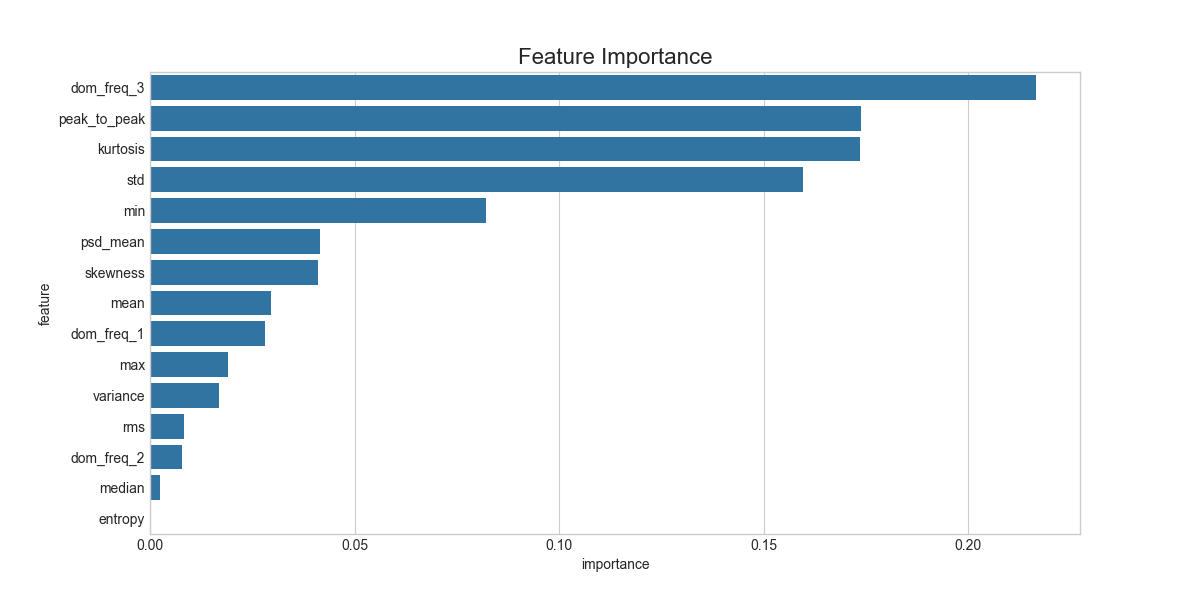 Feature Importance
dom_freq_3
peak_to_peak
kurtosis
std
min
psd_mean
skewness
mean
dom_freq_1
max
variance
rms
dom_freq_2
median
entropy
feature
0.00 0.05 0.10 0.15 0.20
importance